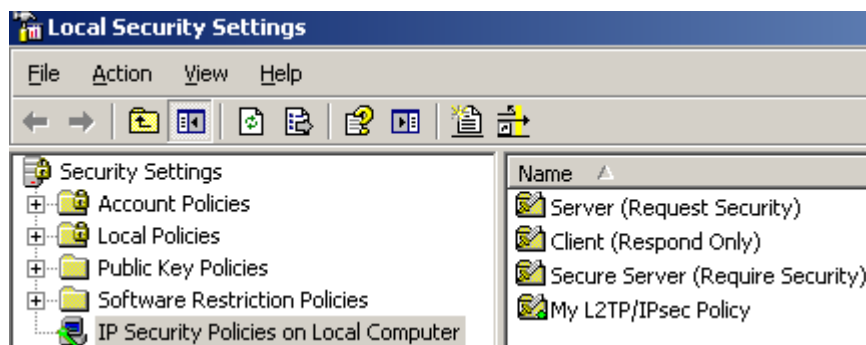 Local Security Settings
File Action View Help
Security Settings
Account Policies
Local Policies
Public Key Policies
Software Restriction Policies
IP Security Policies on Local Computer
Name
Server (Request Security)
Client (Respond Only)
Secure Server (Require Security)
My L2TP/IPsec Policy